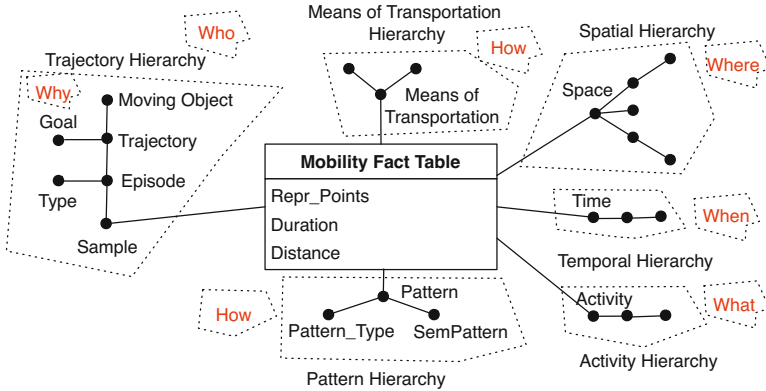 Means of Transportation
Hierarchy
Who
How
Spatial Hierarchy
Trajectory Hierarchy
Where
Why
Moving Object
Goal
Trajectory
Type
Episode
Sample
Means of
Transportation
Space
Mobility Fact Table
Repr_Points
Duration
Distance
Time
When
Temporal Hierarchy
Activity
What
Activity Hierarchy
How
Pattern
Pattern_Type
SemPattern
Pattern Hierarchy